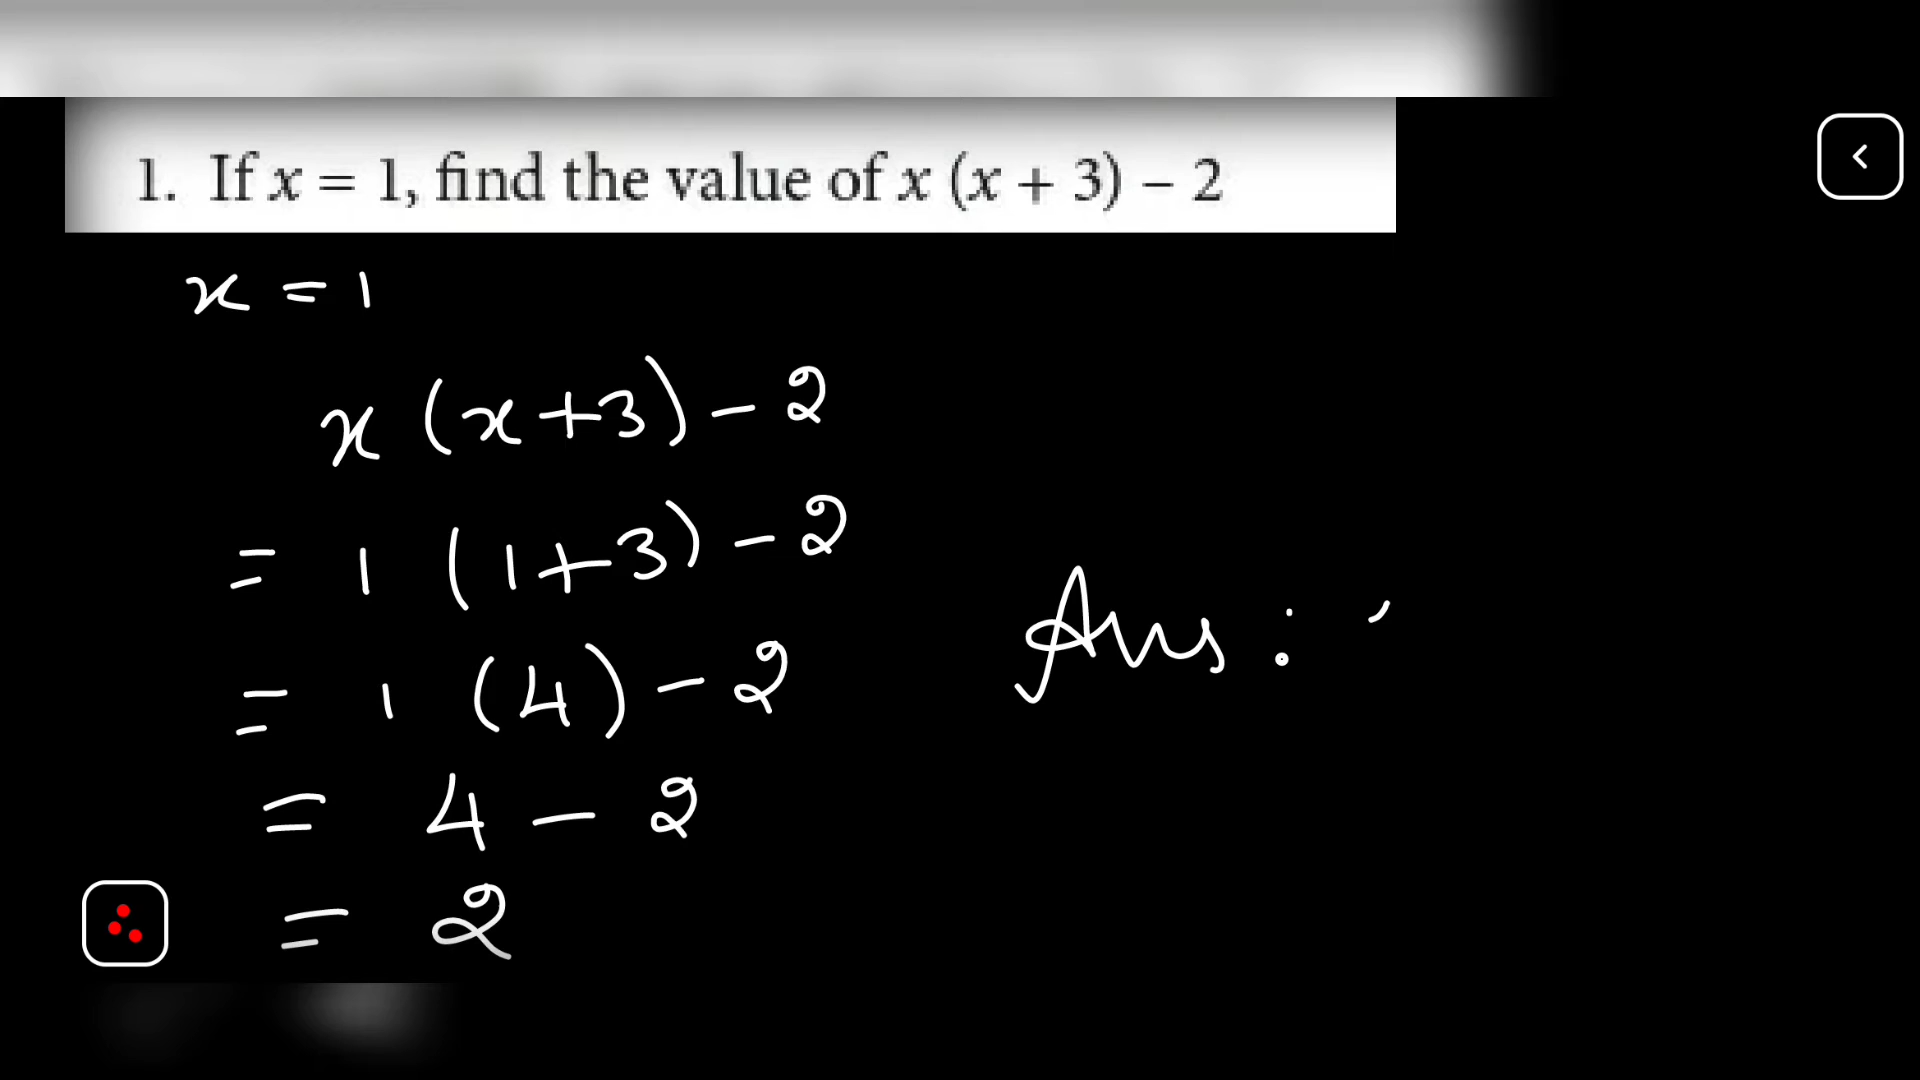 1. If x = 1, find the value of x (x + 3) – 2
x = 1
x (x+3) - 2
= 1 (1+3) - 2
= 1 (4) - 2
= 4 - 2
= 2
Ans :